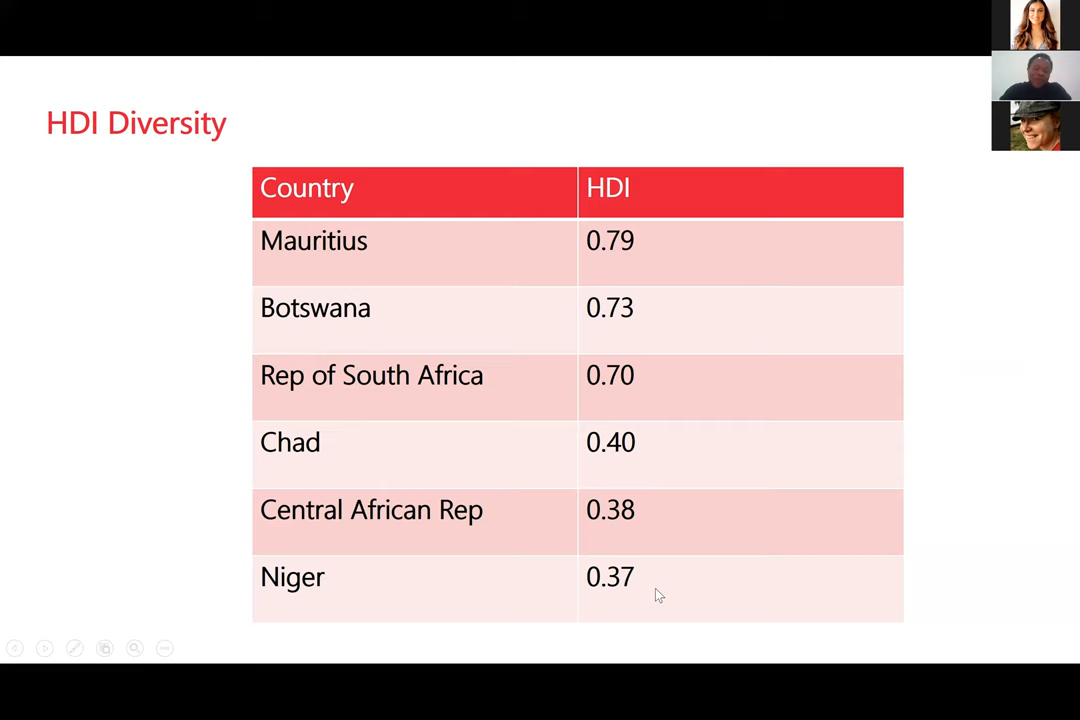 HDI Diversity
Country HDI
Mauritius 0.79
Botswana 0.73
Rep of South Africa 0.70
Chad 0.40
Central African Rep 0.38
Niger 0.37